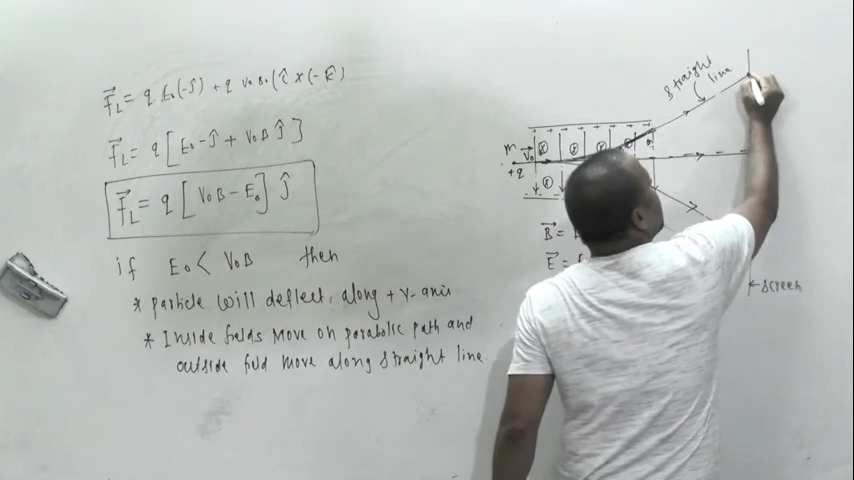 F⃗L = q E₀(-Ĵ) + q V₀B₀(î × (-k̂))
F⃗L = q [E₀ -Ĵ + V₀B Ĵ]
F⃗L = q [V₀B - E₀] Ĵ
if E₀ < V₀B then
* particle will deflect, along + Y-axis
* Inside fields move on parabolic path and
outside field move along straight line.
straight
line
m V⃗₀
+q
B⃗ =
E⃗ =
← screen